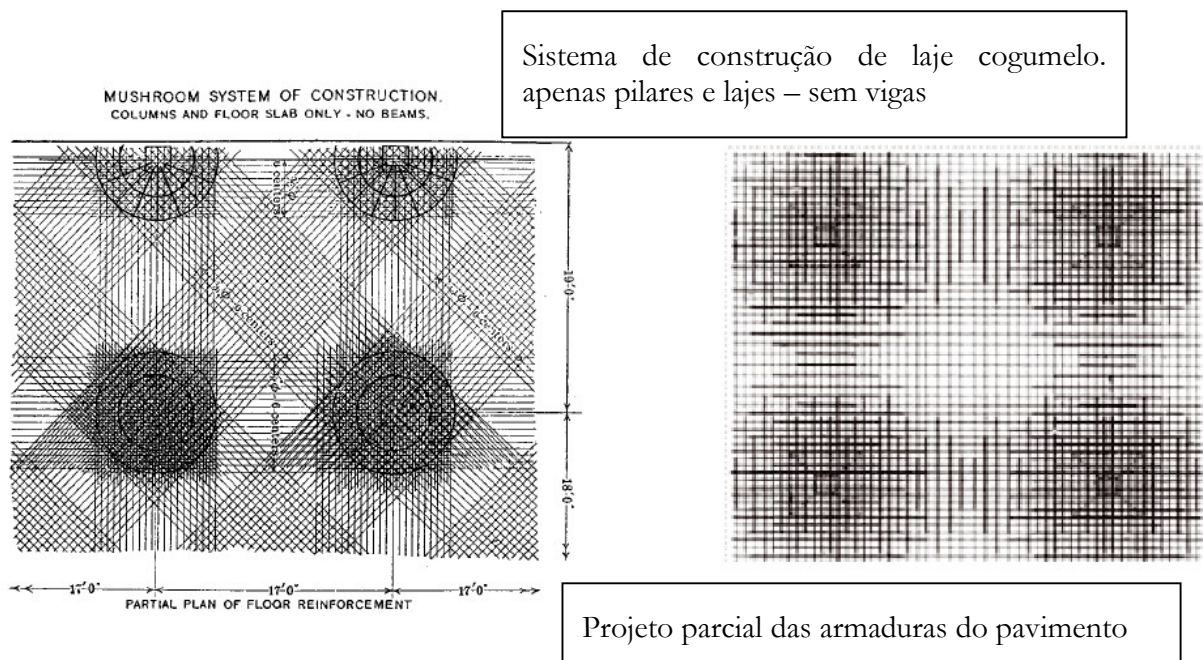 Sistema de construção de laje cogumelo.
apenas pilares e lajes – sem vigas
MUSHROOM SYSTEM OF CONSTRUCTION.
COLUMNS AND FLOOR SLAB ONLY - NO BEAMS.
19'0"
18'0"
17'0"
17'0"
17'0"
PARTIAL PLAN OF FLOOR REINFORCEMENT
Projeto parcial das armaduras do pavimento